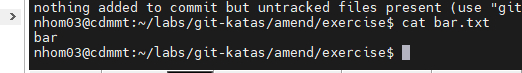 nothing added to commit but untracked files present (use "git
nhom03@cdmmt:~/labs/git-katas/amend/exercise$ cat bar.txt
bar
nhom03@cdmmt:~/labs/git-katas/amend/exercise$